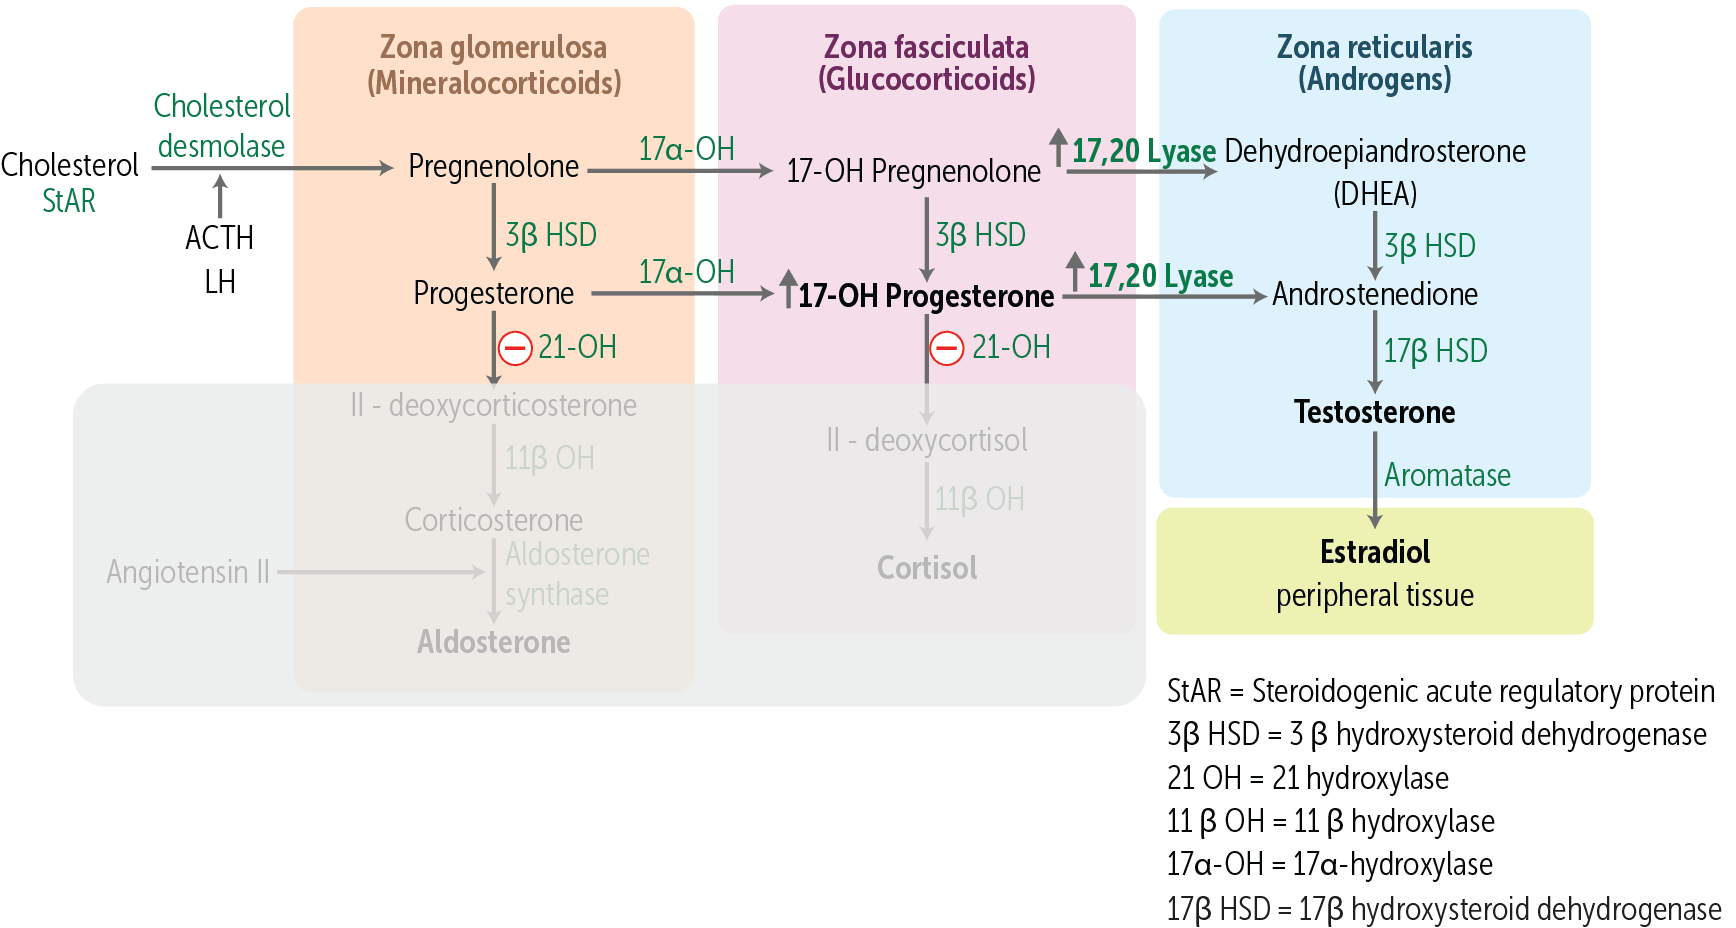 Zona glomerulosa
(Mineralocorticoids)
Zona fasciculata
(Glucocorticoids)
Zona reticularis
(Androgens)
Cholesterol
desmolase
Cholesterol
StAR
ACTH
LH
Pregnenolone
17α-OH
17-OH Pregnenolone
17,20 Lyase
Dehydroepiandrosterone
(DHEA)
3β HSD
3β HSD
3β HSD
Progesterone
17α-OH
17-OH Progesterone
17,20 Lyase
Androstenedione
21-OH
21-OH
17β HSD
II - deoxycorticosterone
II - deoxycortisol
Testosterone
11β OH
11β OH
Aromatase
Corticosterone
Angiotensin II
Aldosterone
synthase
Cortisol
Estradiol
peripheral tissue
Aldosterone
StAR = Steroidogenic acute regulatory protein
3β HSD = 3 β hydroxysteroid dehydrogenase
21 OH = 21 hydroxylase
11 β OH = 11 β hydroxylase
17α-OH = 17α-hydroxylase
17β HSD = 17β hydroxysteroid dehydrogenase